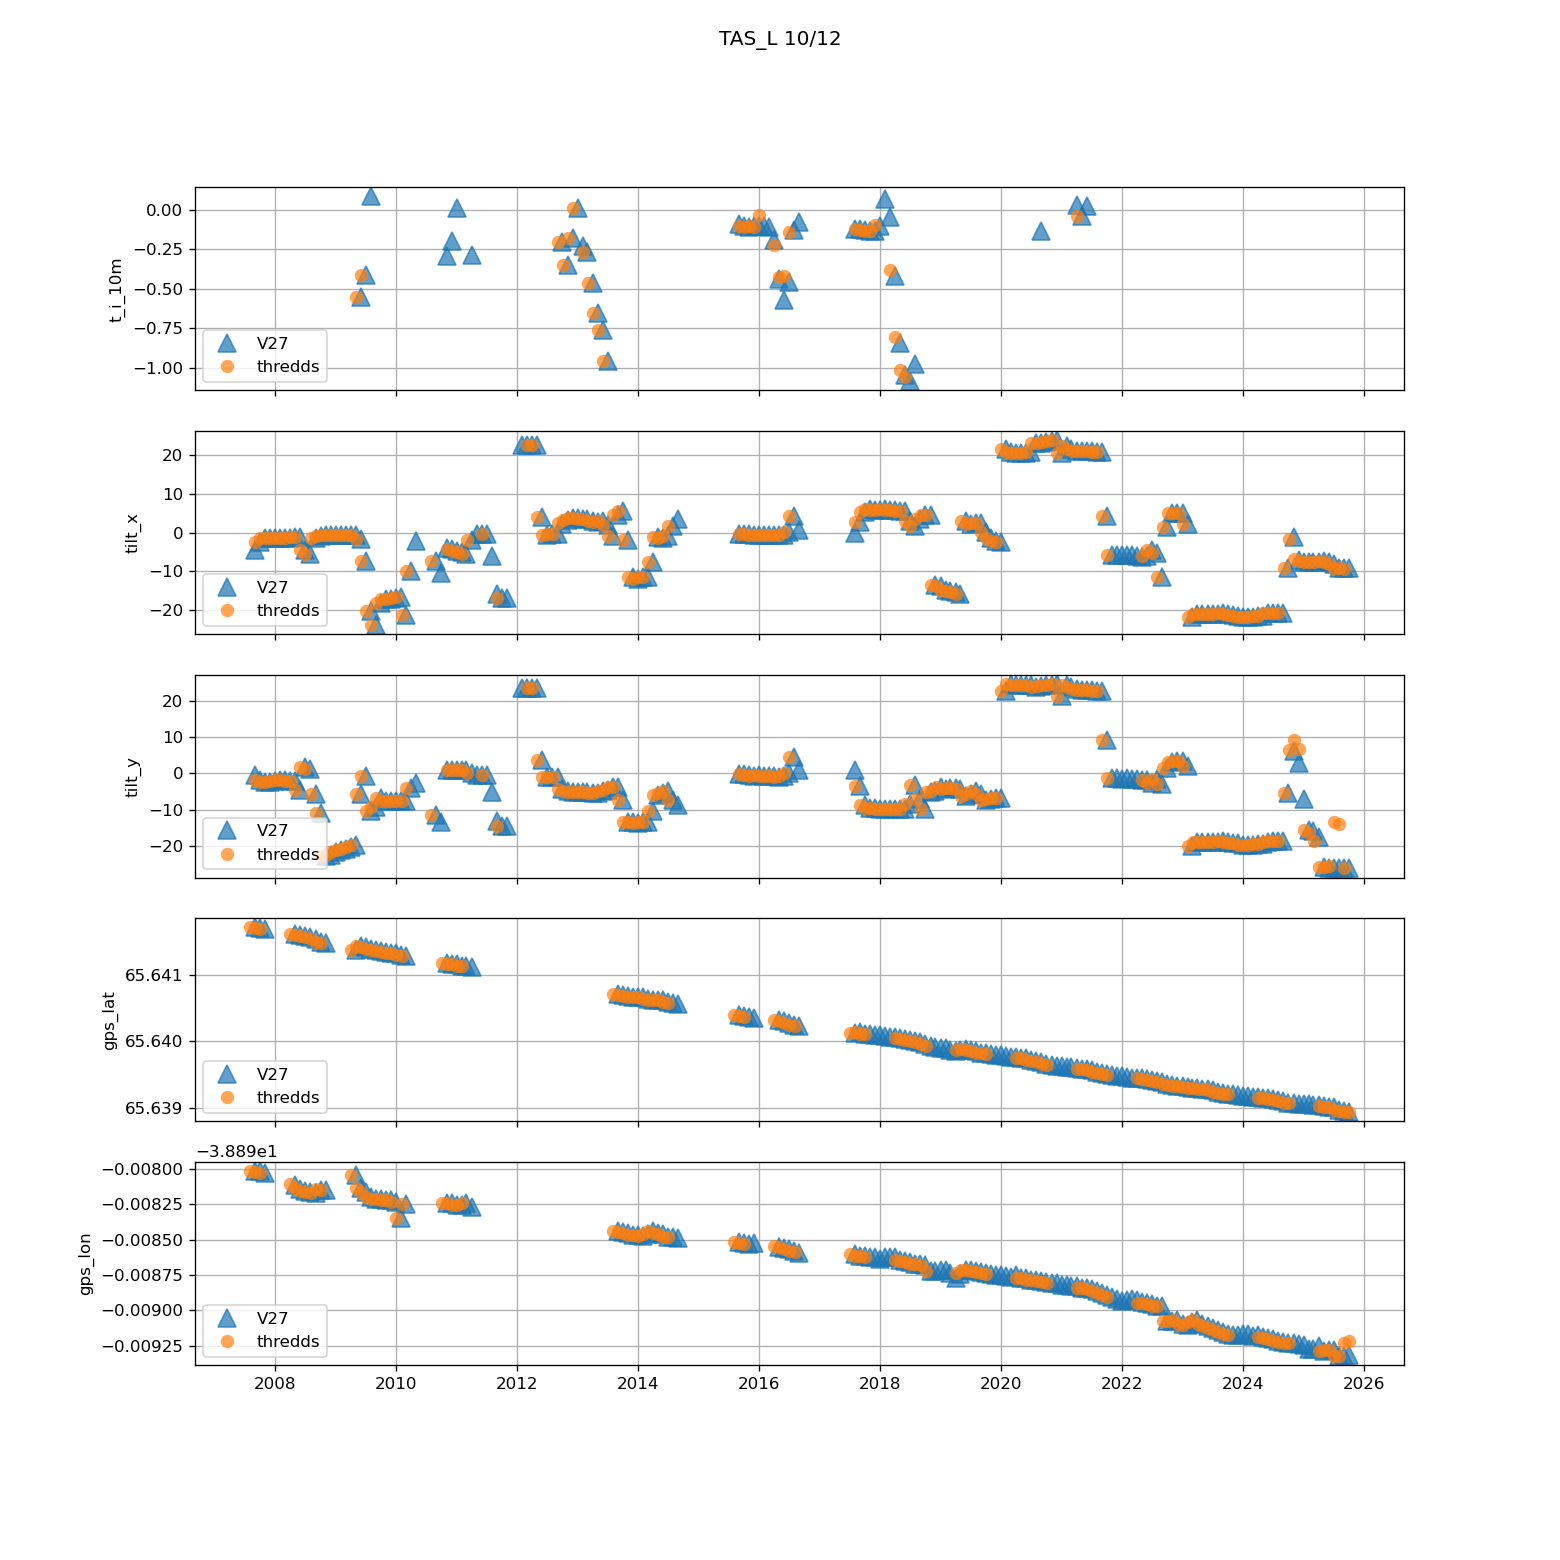 TAS_L 10/12
0.00
−0.25
−0.50
−0.75
−1.00
t_i_10m
V27
thredds
20
10
0
−10
−20
tilt_x
V27
thredds
20
10
0
−10
−20
tilt_y
V27
thredds
65.641
65.640
65.639
gps_lat
V27
thredds
−3.889e1
−0.00800
−0.00825
−0.00850
−0.00875
−0.00900
−0.00925
gps_lon
V27
thredds
2008 2010 2012 2014 2016 2018 2020 2022 2024 2026